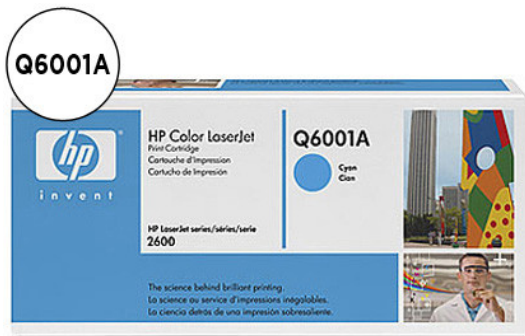 Q6001A
hp
invent
HP Color LaserJet
Print Cartridge
Cartouche d'impression
Cartucho de Impresión
HP LaserJet series/séries/serie
2600
Q6001A
Cyan
Cian
The science behind brilliant printing.
La science au service d'impressions inégalables.
La ciencia detrás de una impresión sobresaliente.